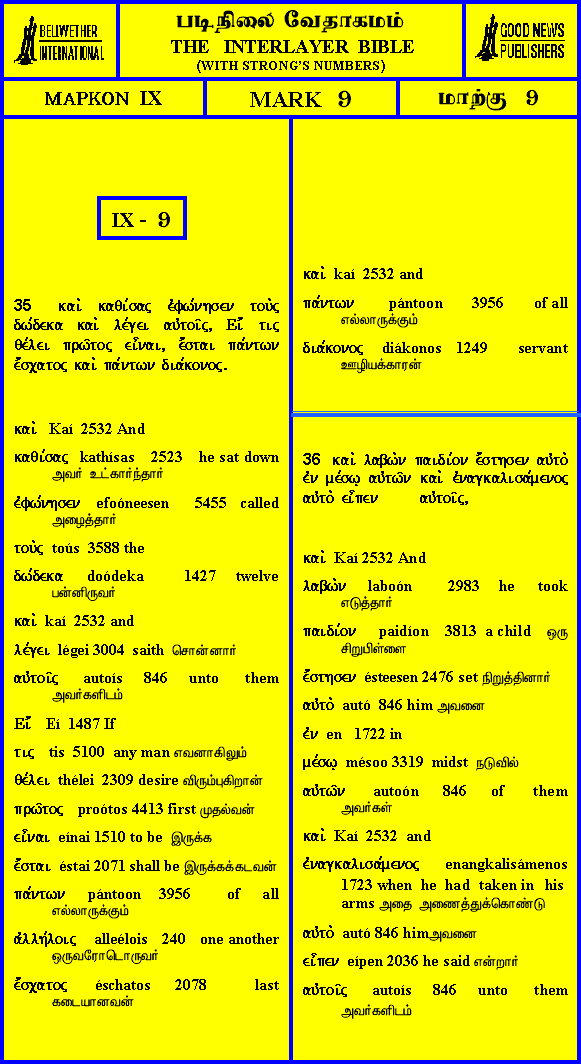 BELLWETHER
INTERNATIONAL
படிநிலை வேதாகமம்
THE INTERLAYER BIBLE
(WITH STRONG'S NUMBERS)
GOOD NEWS
PUBLISHERS
ΜΑΡΚΟΝ IX
MARK 9
மாற்கு 9
IX - 9
35 καὶ καθίσας ἐφώνησεν τοὺς
δώδεκα καὶ λέγει αὐτοῖς, Εἴ τις
θέλει πρῶτος εἶναι, ἔσται πάντων
ἔσχατος καὶ πάντων διάκονος.
καὶ Kaí 2532 And
καθίσας kathísas 2523 he sat down
அவர் உட்கார்ந்தார்
ἐφώνησεν efoóneesen 5455 called
அழைத்தார்
τοὺς toús 3588 the
δώδεκα doódeka 1427 twelve
பன்னிருவர்
καὶ kaí 2532 and
λέγει légei 3004 saith சொன்னார்
αὐτοῖς autoís 846 unto them
அவர்களிடம்
Εἴ Eí 1487 If
τις tis 5100 any man எவனாகிலும்
θέλει thélei 2309 desire விரும்புகிறான்
πρῶτος proótos 4413 first முதல்வன்
εἶναι eínai 1510 to be இருக்க
ἔσται éstai 2071 shall be இருக்கக்கடவன்
πάντων pántoon 3956 of all
எல்லாருக்கும்
ἀλλήλοις alleélois 240 one another
ஒருவரோடொருவர்
ἔσχατος éschatos 2078 last
கடையானவன்
καὶ kaí 2532 and
πάντων pántoon 3956 of all
எல்லாருக்கும்
διάκονος diákonos 1249 servant
ஊழியக்காரன்
36 καὶ λαβὼν παιδίον ἔστησεν αὐτὸ
ἐν μέσῳ αὐτῶν καὶ ἐναγκαλισάμενος
αὐτὸ εἶπεν αὐτοῖς,
καὶ Kaí 2532 And
λαβὼν laboón 2983 he took
எடுத்தார்
παιδίον paidíon 3813 a child ஒரு
சிறுபிள்ளை
ἔστησεν ésteesen 2476 set நிறுத்தினார்
αὐτὸ autó 846 him அவனை
ἐν en 1722 in
μέσῳ mésoo 3319 midst நடுவில்
αὐτῶν autoón 846 of them
அவர்கள்
καὶ Kaí 2532 and
ἐναγκαλισάμενος enangkalisámenos
1723 when he had taken in his
arms அதை அணைத்துக்கொண்டு
αὐτὸ autó 846 himஅவனை
εἶπεν eípen 2036 he said என்றார்
αὐτοῖς autoís 846 unto them
அவர்களிடம்